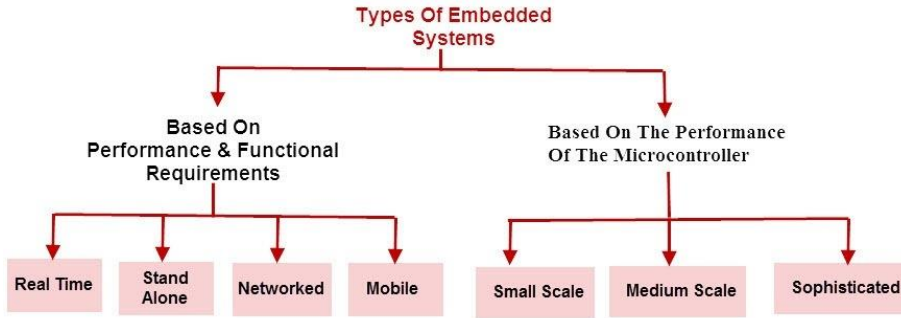 Types Of Embedded
Systems
Based On
Performance & Functional
Requirements
Based On The Performance
Of The Microcontroller
Real Time
Stand
Alone
Networked
Mobile
Small Scale
Medium Scale
Sophisticated